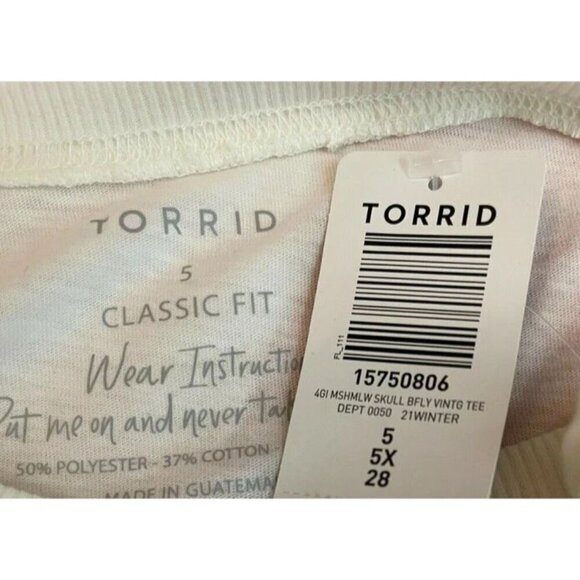 TORRID
5
CLASSIC FIT
Wear Instructio
Put me on and never ta
50% POLYESTER - 37% COTTON -
MADE IN GUATEMA
TORRID
FL_111
15750806
4GI MSHMLW SKULL BFLY VINTG TEE
DEPT 0050 21WINTER
5
5X
28